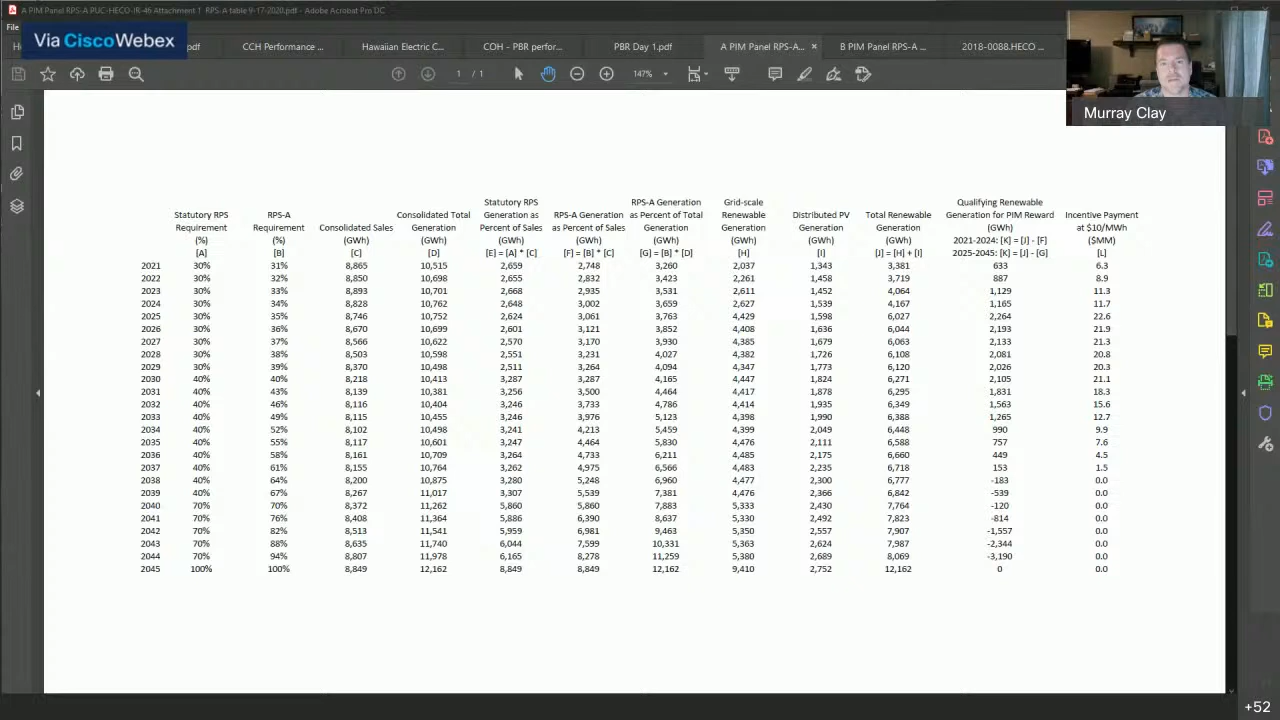 A PIM Panel RPS-A PUC-HECO-IR-46 Attachment 1 RPS-A table 9-17-2020.pdf - Adobe Acrobat Pro DC
File
Via CiscoWebex
.pdf CCH Performance ... Hawaiian Electric C... COH - PBR perfor... PBR Day 1.pdf A PIM Panel RPS-A... × B PIM Panel RPS-A ... 2018-0088.HECO ...
1 / 1 147%
Murray Clay
Statutory RPS RPS-A Generation Grid-scale Qualifying Renewable
Statutory RPS RPS-A Consolidated Total Generation as RPS-A Generation as Percent of Total Renewable Distributed PV Total Renewable Generation for PIM Reward Incentive Payment
Requirement Requirement Consolidated Sales Generation Percent of Sales as Percent of Sales Generation Generation Generation Generation (GWh) at $10/MWh
(%) (%) (GWh) (GWh) (GWh) (GWh) (GWh) (GWh) (GWh) (GWh) 2021-2024: [K] = [J] - [F] ($MM)
[A] [B] [C] [D] [E] = [A] * [C] [F] = [B] * [C] [G] = [B] * [D] [H] [I] [J] = [H] + [I] 2025-2045: [K] = [J] - [G] [L]
2021 30% 31% 8,865 10,515 2,659 2,748 3,260 2,037 1,343 3,381 633 6.3
2022 30% 32% 8,850 10,698 2,655 2,832 3,423 2,261 1,458 3,719 887 8.9
2023 30% 33% 8,893 10,701 2,668 2,935 3,531 2,611 1,452 4,064 1,129 11.3
2024 30% 34% 8,828 10,762 2,648 3,002 3,659 2,627 1,539 4,167 1,165 11.7
2025 30% 35% 8,746 10,752 2,624 3,061 3,763 4,429 1,598 6,027 2,264 22.6
2026 30% 36% 8,670 10,699 2,601 3,121 3,852 4,408 1,636 6,044 2,193 21.9
2027 30% 37% 8,566 10,622 2,570 3,170 3,930 4,385 1,679 6,063 2,133 21.3
2028 30% 38% 8,503 10,598 2,551 3,231 4,027 4,382 1,726 6,108 2,081 20.8
2029 30% 39% 8,370 10,498 2,511 3,264 4,094 4,347 1,773 6,120 2,026 20.3
2030 40% 40% 8,218 10,413 3,287 3,287 4,165 4,447 1,824 6,271 2,105 21.1
2031 40% 43% 8,139 10,381 3,256 3,500 4,464 4,417 1,878 6,295 1,831 18.3
2032 40% 46% 8,116 10,404 3,246 3,733 4,786 4,414 1,935 6,349 1,563 15.6
2033 40% 49% 8,115 10,455 3,246 3,976 5,123 4,398 1,990 6,388 1,265 12.7
2034 40% 52% 8,102 10,498 3,241 4,213 5,459 4,399 2,049 6,448 990 9.9
2035 40% 55% 8,117 10,601 3,247 4,464 5,830 4,476 2,111 6,588 757 7.6
2036 40% 58% 8,161 10,709 3,264 4,733 6,211 4,485 2,175 6,660 449 4.5
2037 40% 61% 8,155 10,764 3,262 4,975 6,566 4,483 2,235 6,718 153 1.5
2038 40% 64% 8,200 10,875 3,280 5,248 6,960 4,477 2,300 6,777 -183 0.0
2039 40% 67% 8,267 11,017 3,307 5,539 7,381 4,476 2,366 6,842 -539 0.0
2040 70% 70% 8,372 11,262 5,860 5,860 7,883 5,333 2,430 7,764 -120 0.0
2041 70% 76% 8,408 11,364 5,886 6,390 8,637 5,330 2,492 7,823 -814 0.0
2042 70% 82% 8,513 11,541 5,959 6,981 9,463 5,350 2,557 7,907 -1,557 0.0
2043 70% 88% 8,635 11,740 6,044 7,599 10,331 5,363 2,624 7,987 -2,344 0.0
2044 70% 94% 8,807 11,978 6,165 8,278 11,259 5,380 2,689 8,069 -3,190 0.0
2045 100% 100% 8,849 12,162 8,849 8,849 12,162 9,410 2,752 12,162 0 0.0
+52